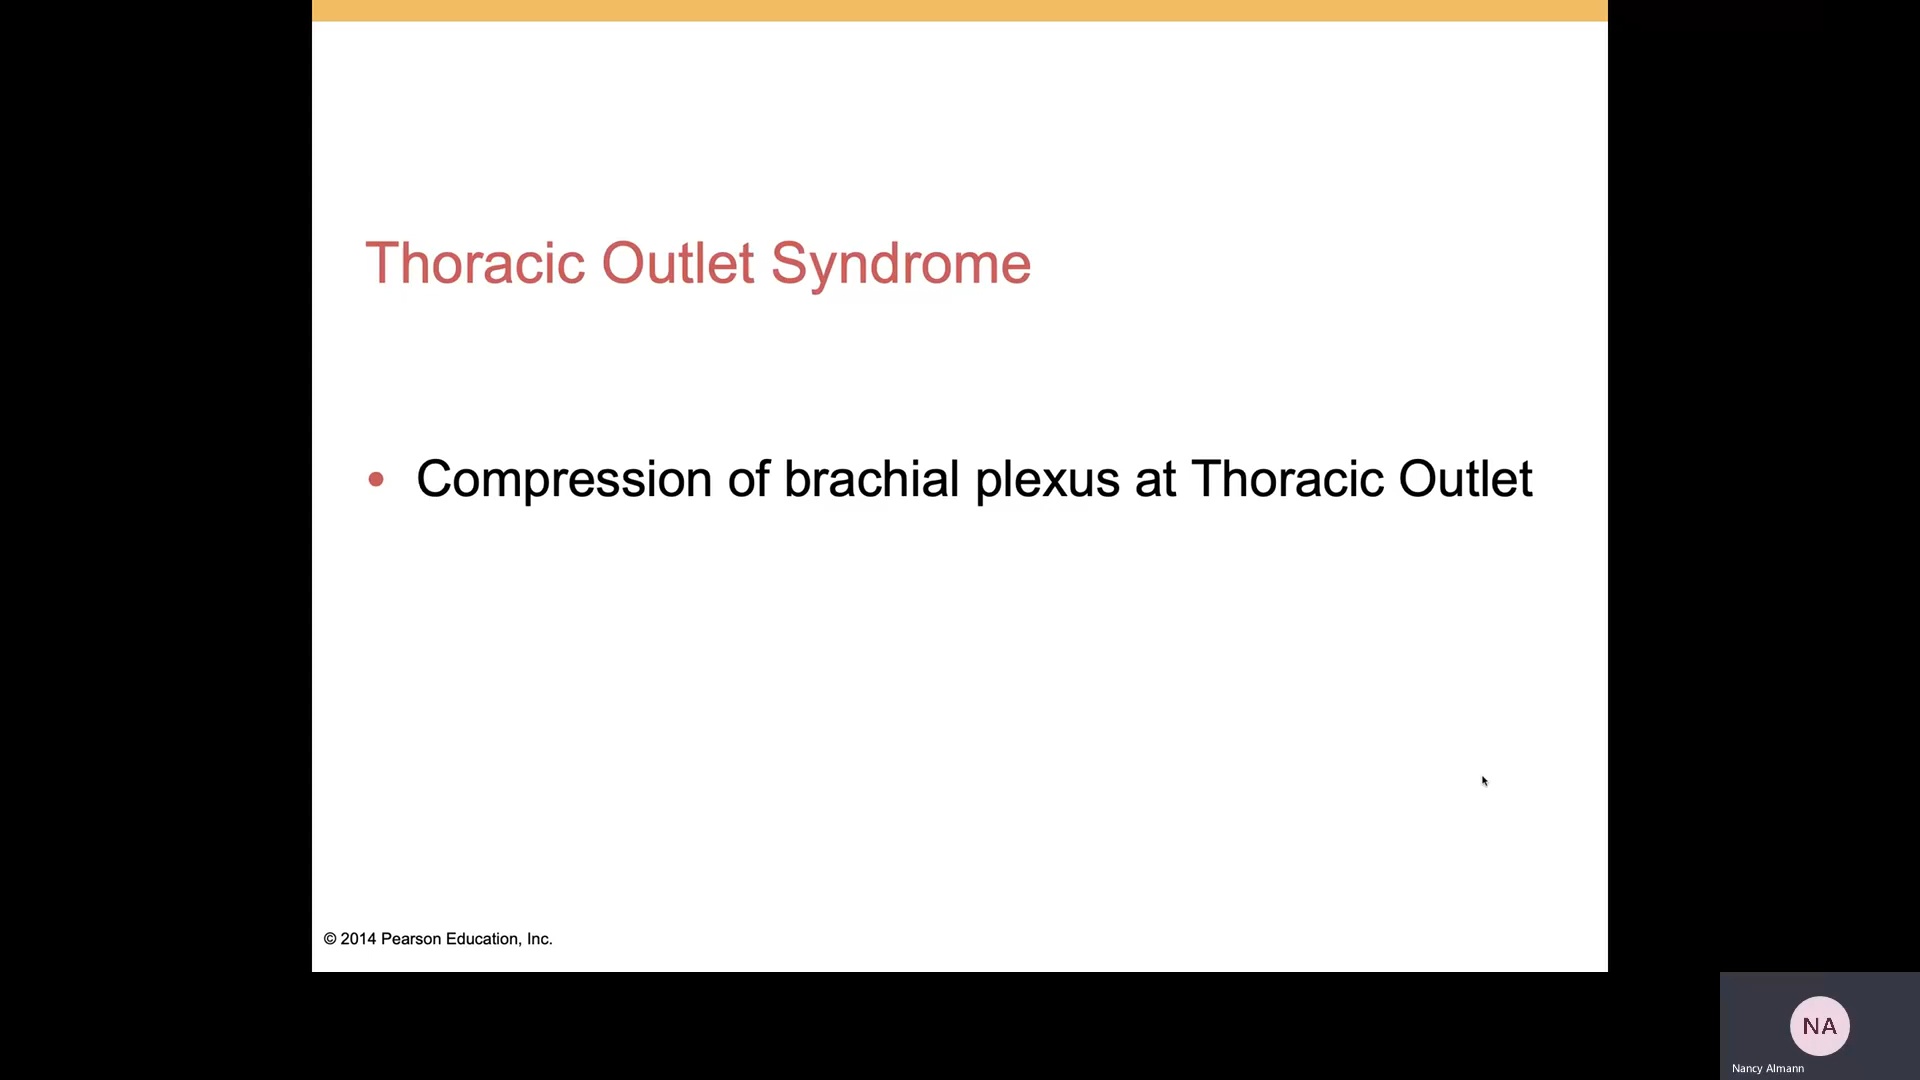 Thoracic Outlet Syndrome
• Compression of brachial plexus at Thoracic Outlet
© 2014 Pearson Education, Inc.
NA
Nancy Almann